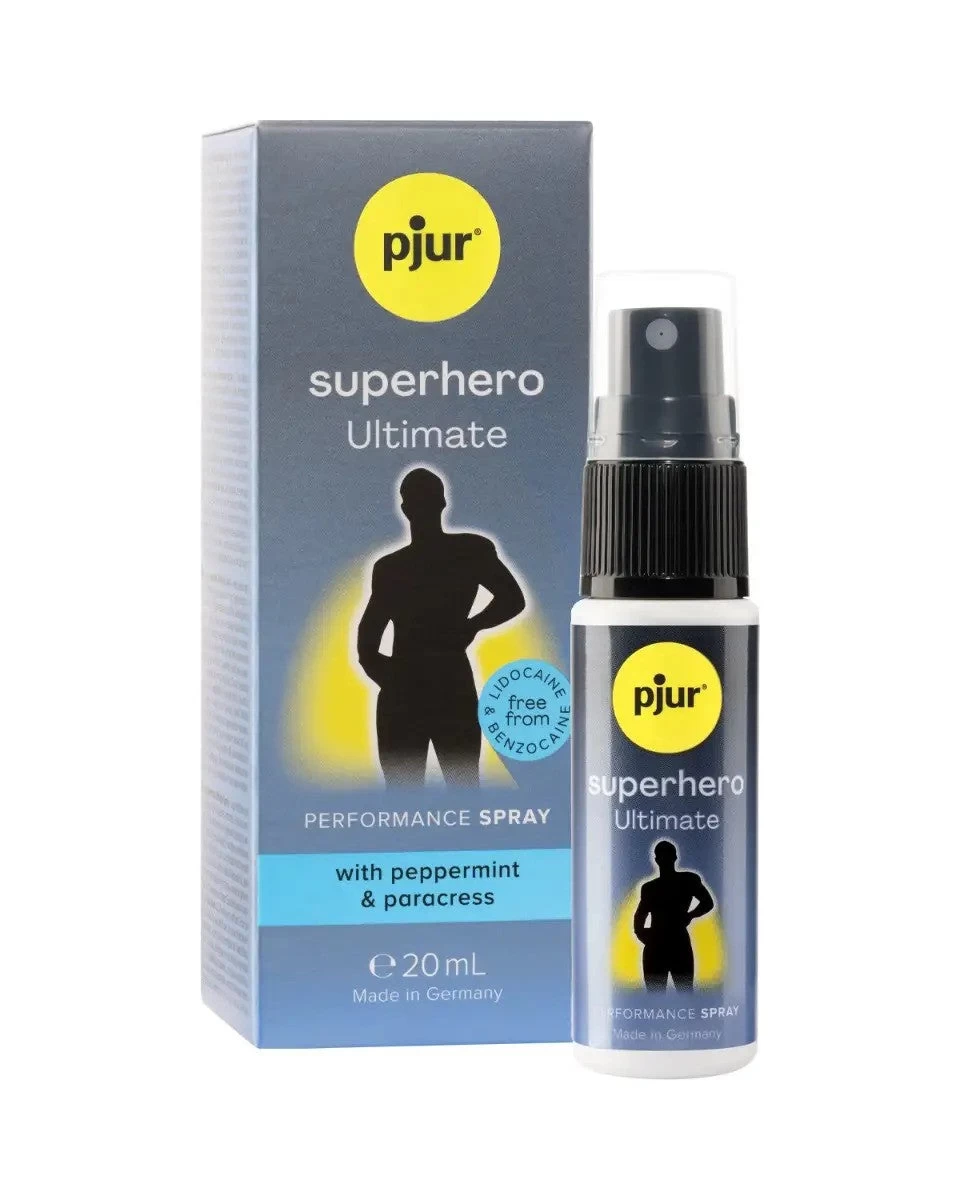 pjur®
superhero
Ultimate
LIDOCAINE
& BENZOCAINE
free
from
PERFORMANCE SPRAY
with peppermint
& paracress
℮ 20 mL
Made in Germany
pjur®
superhero
Ultimate
PERFORMANCE SPRAY
Made in Germany